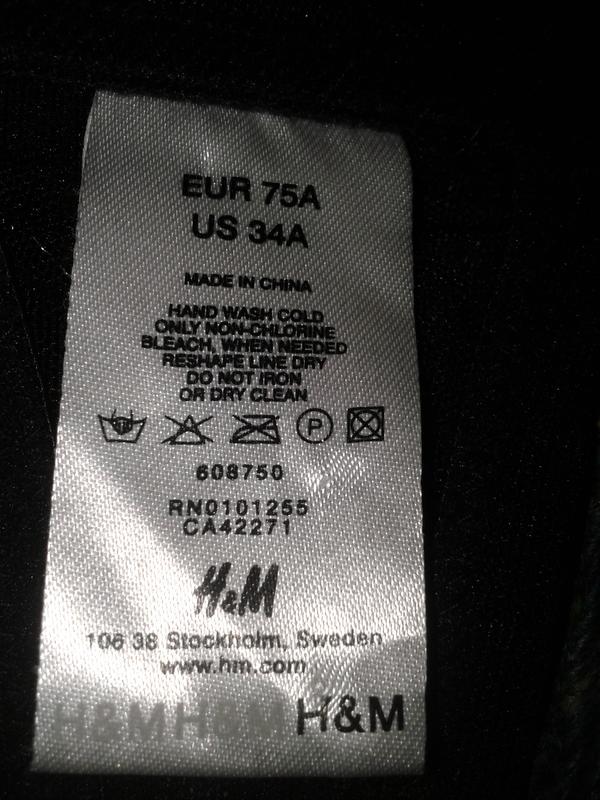 EUR 75A
US 34A
MADE IN CHINA
HAND WASH COLD
ONLY NON-CHLORINE
BLEACH, WHEN NEEDED
RESHAPE LINE DRY
DO NOT IRON
OR DRY CLEAN
P
608750
RN0101255
CA42271
H&M
106 38 Stockholm, Sweden
www.hm.com
H&M H&M H&M